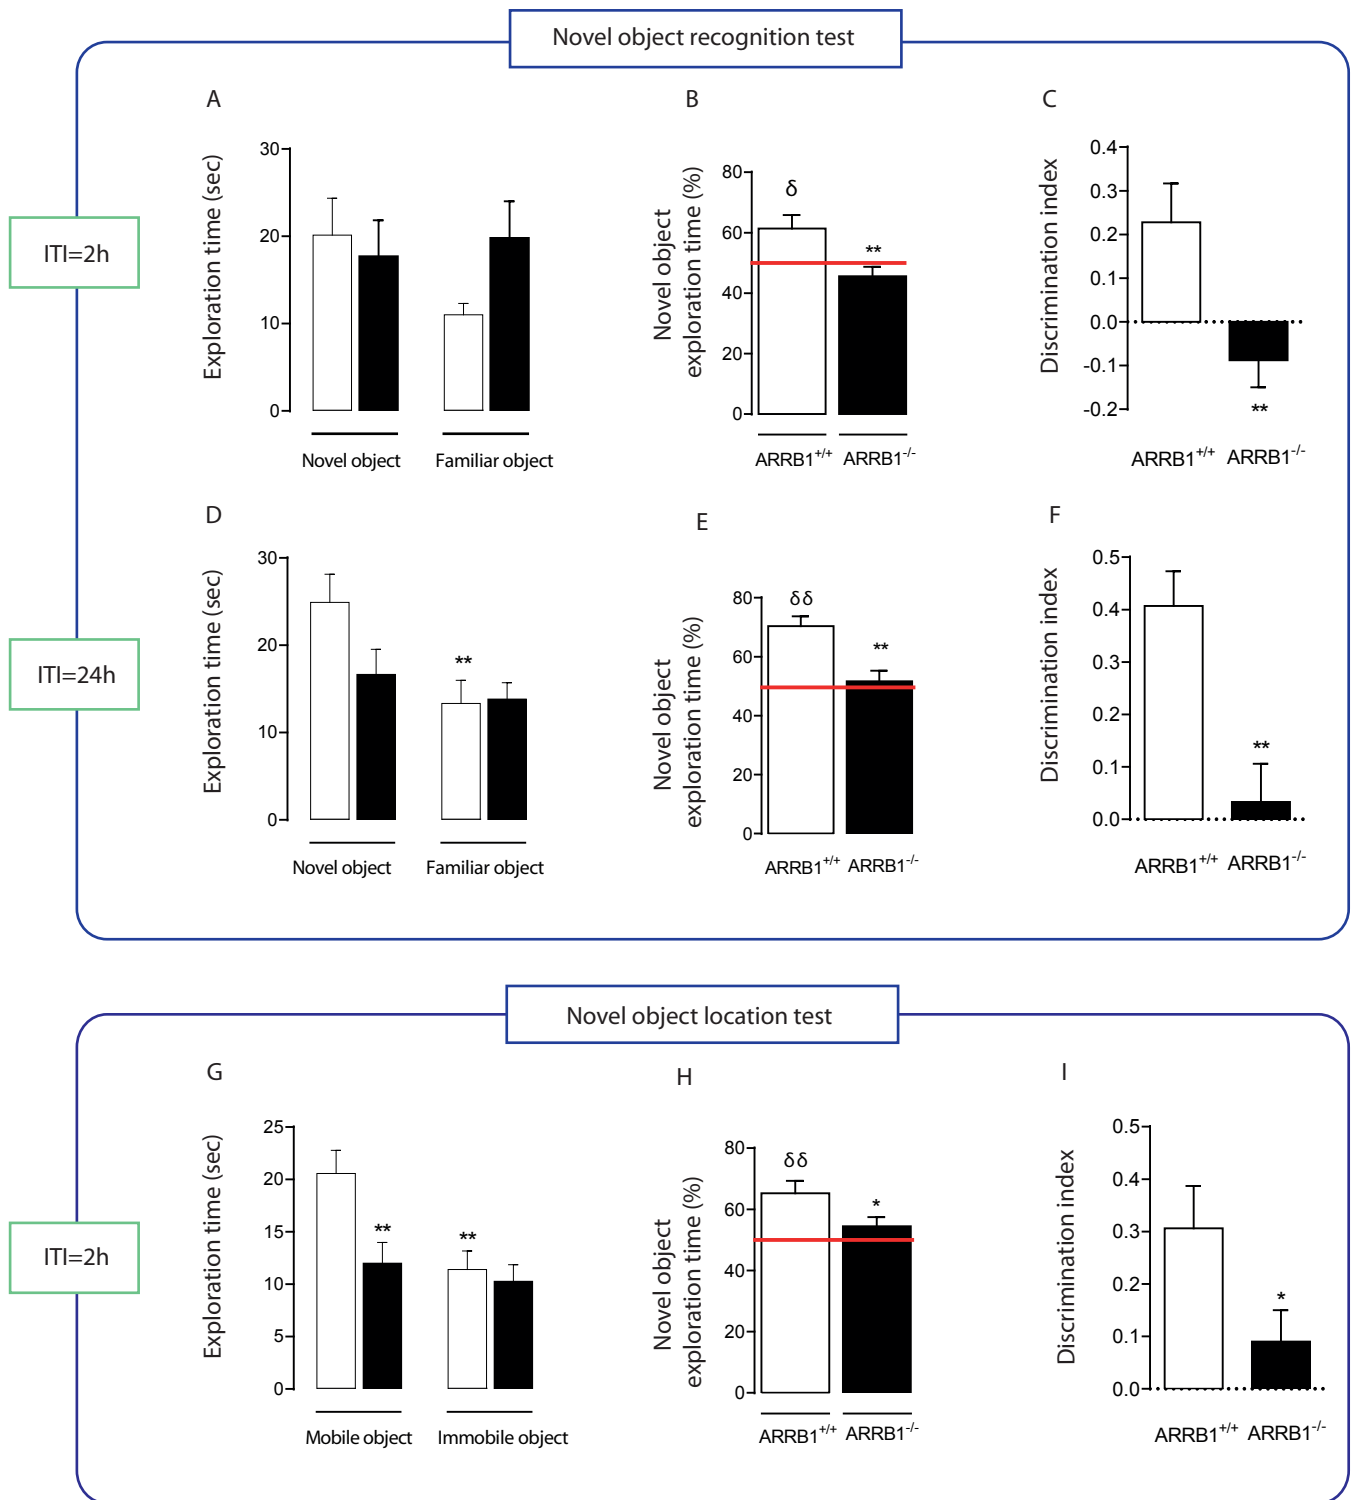 Novel object recognition test
A
B
C
ITI=2h
Exploration time (sec)
30
20
10
0
Novel object
Familiar object
Novel object
exploration time (%)
80
60
40
20
0
δ
**
ARRB1+/+
ARRB1-/-
Discrimination index
0.4
0.3
0.2
0.1
0.0
-0.1
-0.2
**
ARRB1+/+
ARRB1-/-
D
E
F
ITI=24h
Exploration time (sec)
30
20
10
0
**
Novel object
Familiar object
Novel object
exploration time (%)
80
60
40
20
0
δδ
**
ARRB1+/+
ARRB1-/-
Discrimination index
0.5
0.4
0.3
0.2
0.1
0.0
**
ARRB1+/+
ARRB1-/-
Novel object location test
G
H
I
ITI=2h
Exploration time (sec)
25
20
15
10
5
0
**
**
Mobile object
Immobile object
Novel object
exploration time (%)
80
60
40
20
0
δδ
*
ARRB1+/+
ARRB1-/-
Discrimination index
0.5
0.4
0.3
0.2
0.1
0.0
*
ARRB1+/+
ARRB1-/-